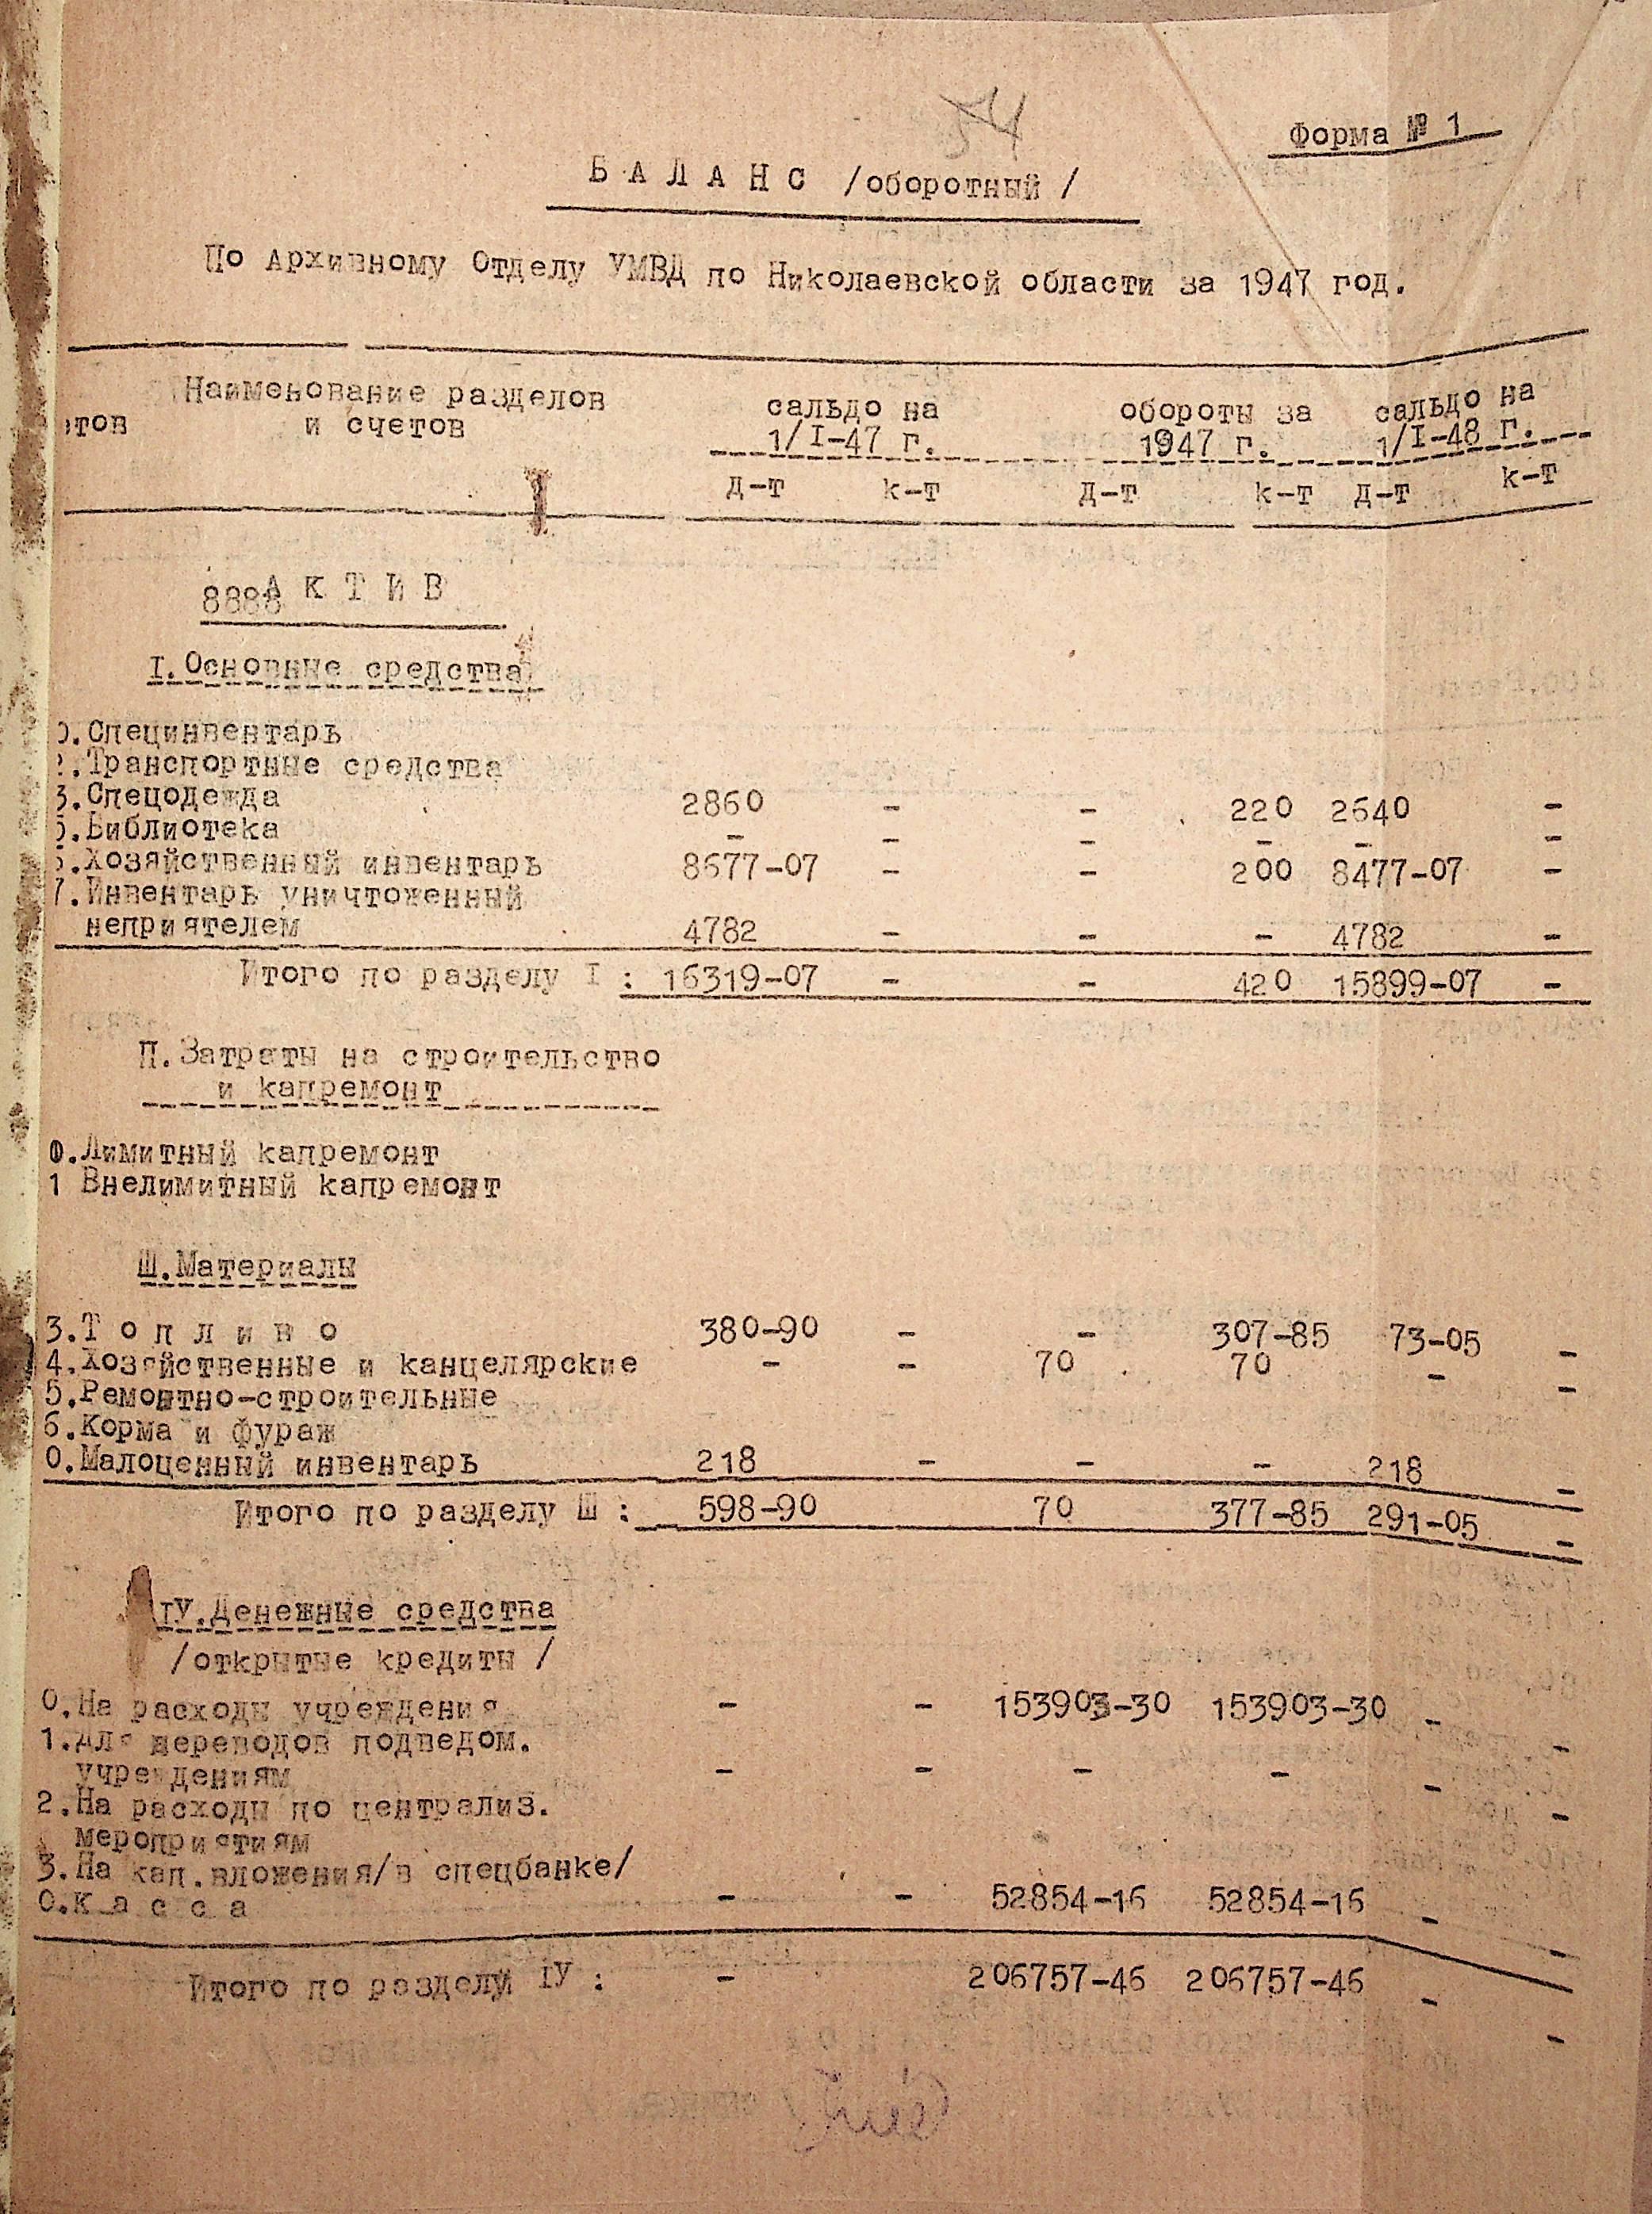 54
Форма № 1
Б А Л А Н С /оборотный /
По Архивному Отделу УМВД по Николаевской области за 1947 год.
Наименование разделов сальдо на обороты за сальдо на
етов и счетов 1/I-47 г. 1947 г. 1/I-48 г.
д-т к-т д-т к-т д-т к-т
8888 А К Т И В
I. Основные средства
0. Специнвентарь
2. Транспортные средства
3. Спецодежда 2860 - - 220 2640 -
5. Библиотека - - - - - -
6. Хозяйственный инвентарь 8677-07 - - 200 8477-07 -
7. Инвентарь уничтоженный
неприятелем 4782 - - - 4782 -
Итого по разделу I : 16319-07 - - 420 15899-07 -
П. Затраты на строительство
и капремонт
0. Лимитный капремонт
1 Внелимитный капремонт
Ш. Материалы
3. Т о п л и в о 380-90 - - 307-85 73-05 -
4. Хозяйственные и канцелярские - - 70 70 - -
5. Ремонтно-строительные
6. Корма и фураж
0. Малоценный инвентарь 218 - - - 218 -
Итого по разделу Ш : 598-90 70 377-85 291-05 -
IУ. Денежные средства
/открытые кредиты /
0. На расходы учреждения - - 153903-30 153903-30 - -
1. Для переводов подведом.
учреждениям - - - - - -
2. На расходы по централиз.
мероприятиям
3. На кап. вложения/в спецбанке/
0. К а с с а - - 52854-16 52854-16 - -
Итого по разделу IУ : - 206757-46 206757-46 - -